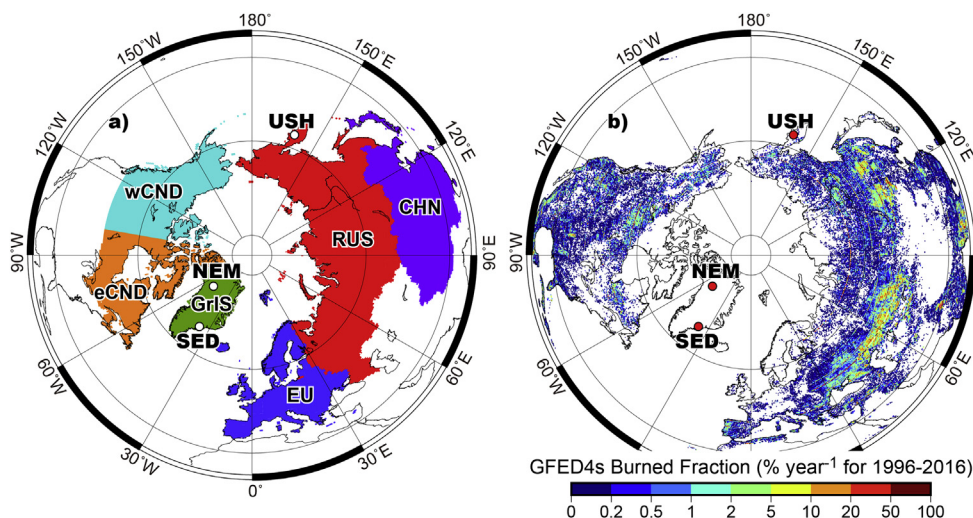 180°
150°W
150°E
120°W
120°E
90°W
90°E
60°W
60°E
30°W
30°E
0°
a)
USH
wCND
CHN
RUS
eCND
NEM
GrIS
SED
EU
180°
150°W
150°E
120°W
120°E
90°W
90°E
60°W
60°E
b)
USH
NEM
SED
GFED4s Burned Fraction (% year⁻¹ for 1996-2016)
0 0.2 0.5 1 2 5 10 20 50 100